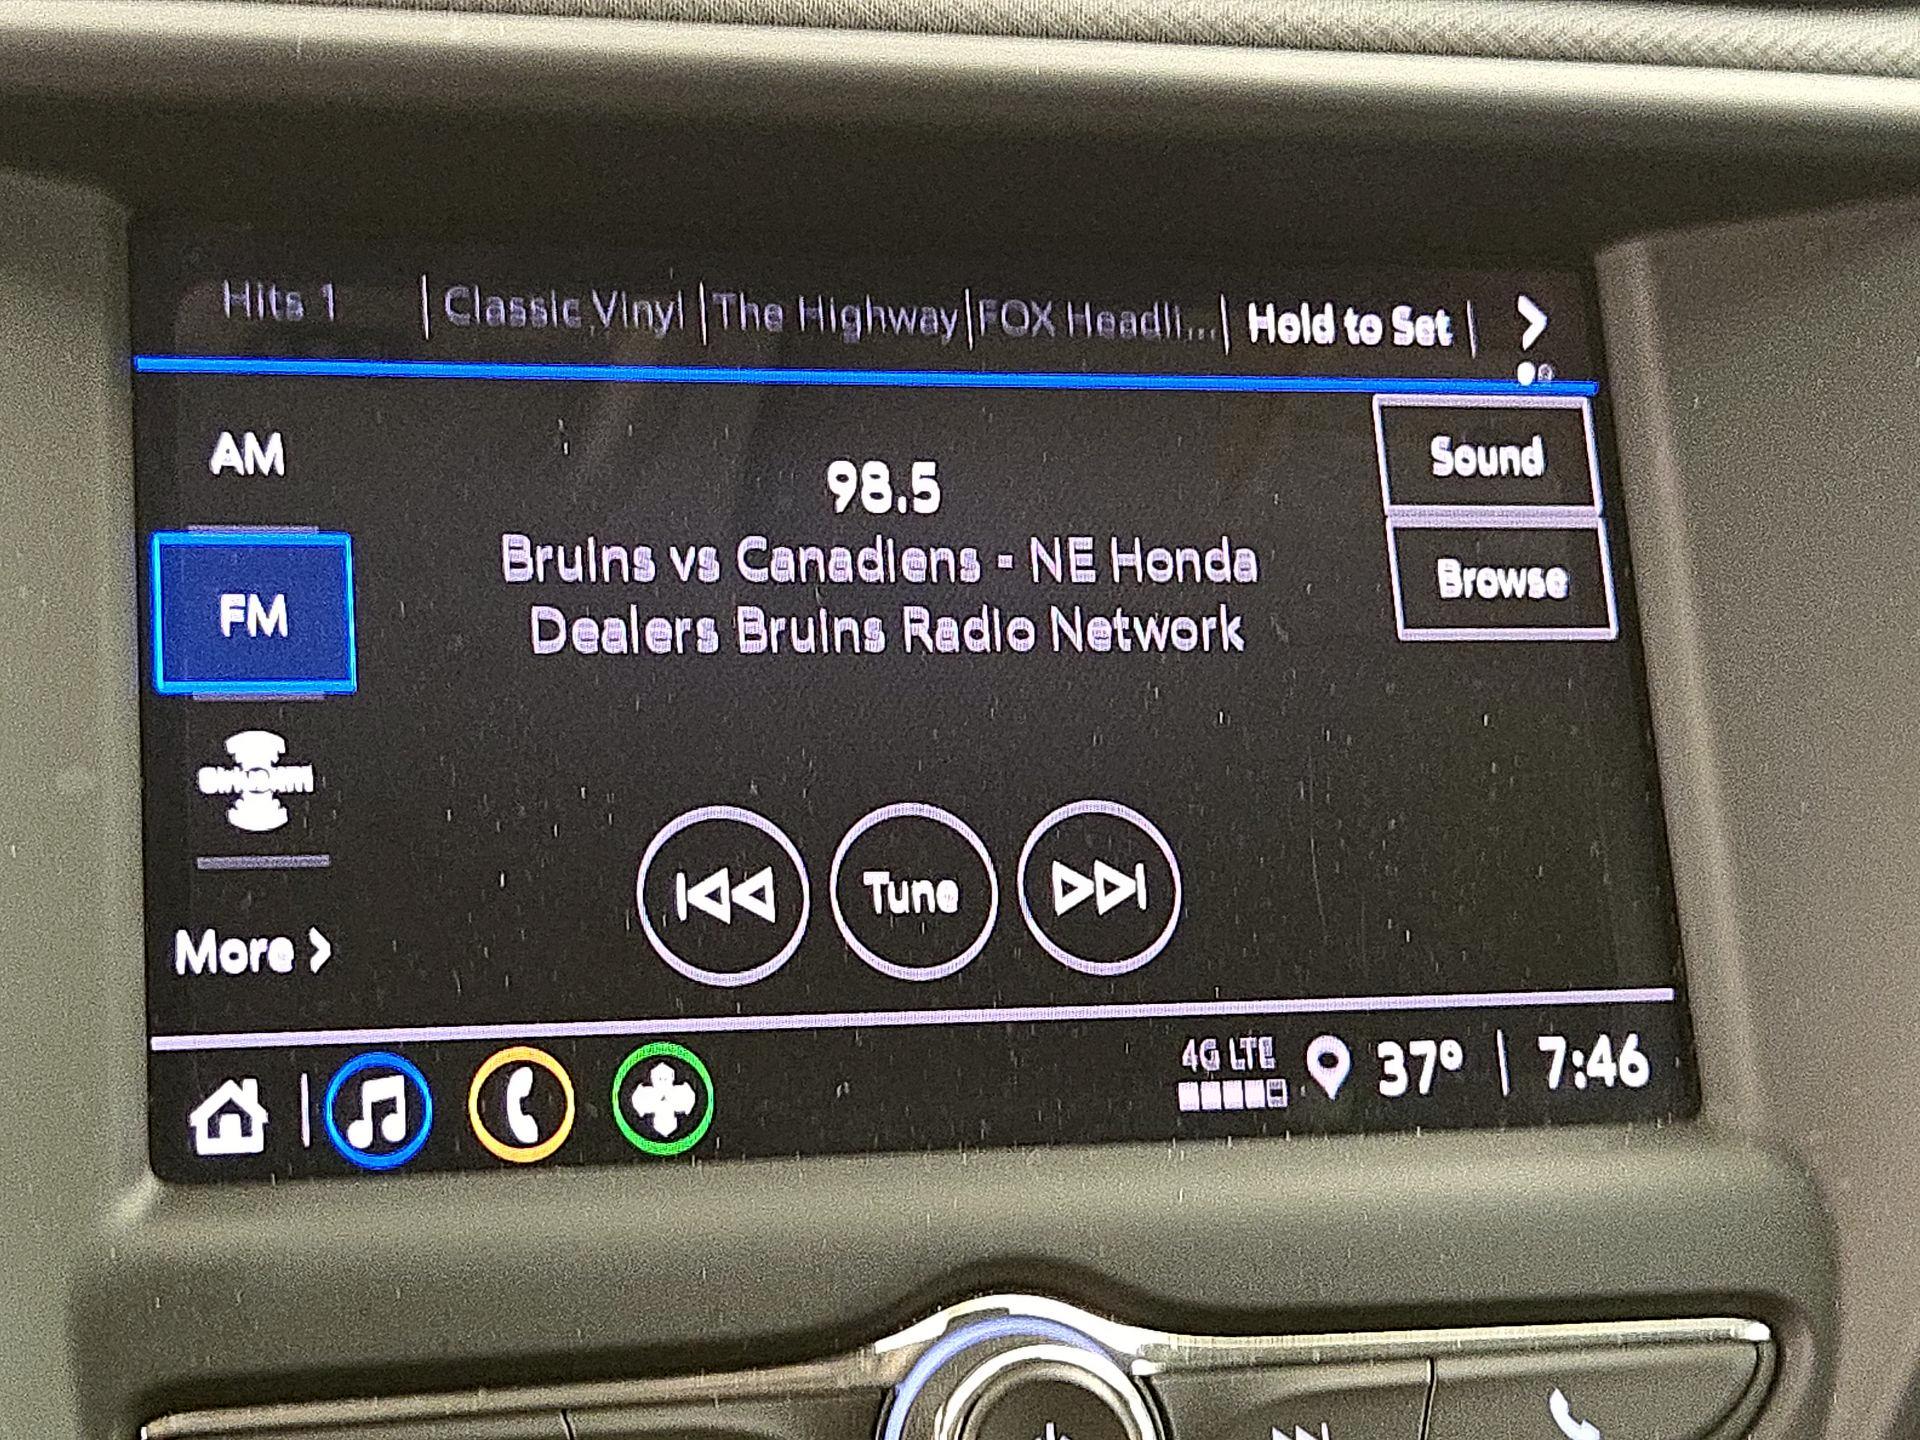 Hits 1 | Classic Vinyl | The Highway | FOX Headli... | Hold to Set |
AM
98.5
Sound
Bruins vs Canadiens - NE Honda
Dealers Bruins Radio Network
Browse
FM
SiriusXM
Tune
More
4G LTE
37° | 7:46